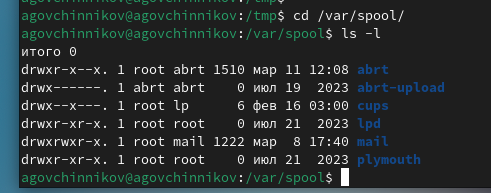 agovchinnikov@agovchinnikov:/tmp$
agovchinnikov@agovchinnikov:/tmp$ cd /var/spool/
agovchinnikov@agovchinnikov:/var/spool$ ls -l
итого 0
drwxr-x--x. 1 root abrt 1510 мар 11 12:08 abrt
drwx------. 1 abrt abrt    0 июл 19  2023 abrt-upload
drwx--x---. 1 root lp      6 фев 16 03:00 cups
drwxr-xr-x. 1 root root    0 июл 21  2023 lpd
drwxrwxr-x. 1 root mail 1222 мар  8 17:40 mail
drwxr-xr-x. 1 root root    0 июл 21  2023 plymouth
agovchinnikov@agovchinnikov:/var/spool$